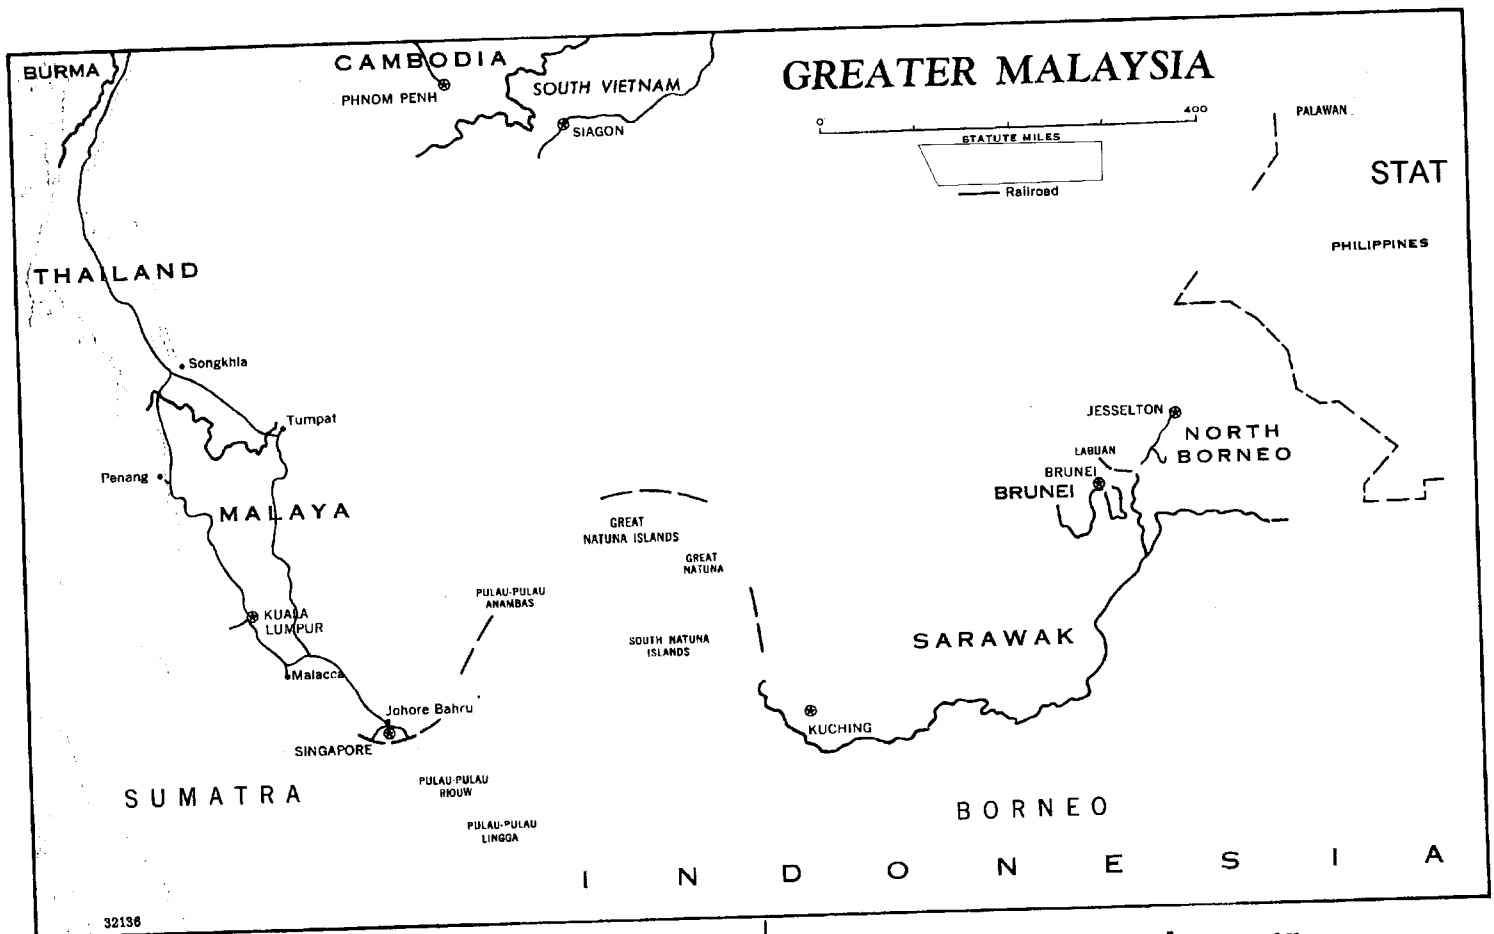 GREATER MALAYSIA
BURMA
CAMBODIA
PHNOM PENH
SOUTH VIETNAM
SIAGON
0 400
STATUTE MILES
Railroad
PALAWAN
STAT
PHILIPPINES
THAILAND
Songkhla
Tumpat
Penang
MALAYA
KUALA
LUMPUR
Malacca
Johore Bahru
SINGAPORE
SUMATRA
PULAU-PULAU
RIOUW
PULAU-PULAU
LINGGA
PULAU-PULAU
ANAMBAS
GREAT
NATUNA ISLANDS
GREAT
NATUNA
SOUTH NATUNA
ISLANDS
JESSELTON
NORTH
BORNEO
LABUAN
BRUNEI
BRUNEI
SARAWAK
KUCHING
BORNEO
INDONESIA
32136